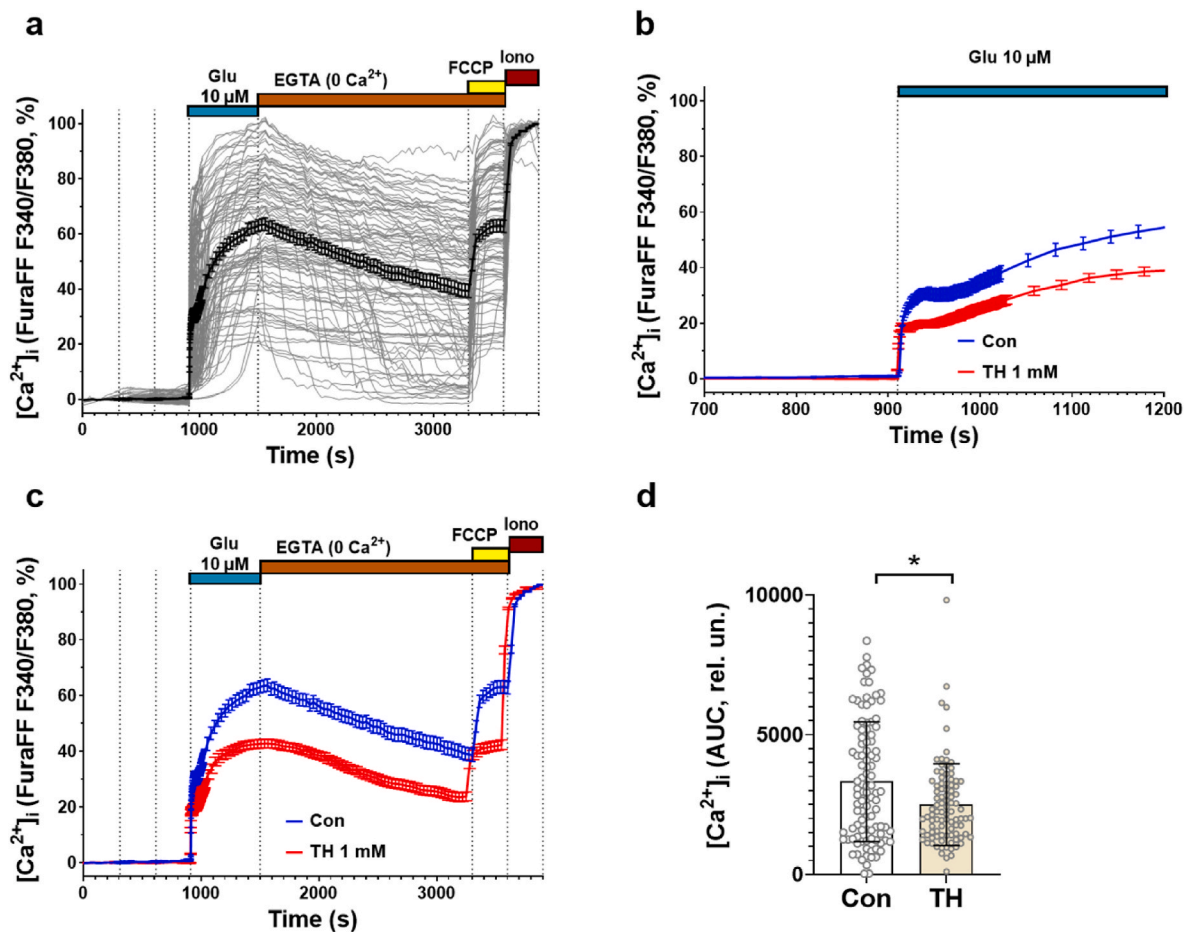 a
Glu
10 µM
EGTA (0 Ca²⁺)
FCCP
Iono
[Ca²⁺]ᵢ (FuraFF F340/F380, %)
100
80
60
40
20
0
0 1000 2000 3000
Time (s)
b
Glu 10 µM
[Ca²⁺]ᵢ (FuraFF F340/F380, %)
100
80
60
40
20
0
Con
TH 1 mM
700 800 900 1000 1100 1200
Time (s)
c
Glu
10 µM
EGTA (0 Ca²⁺)
FCCP
Iono
[Ca²⁺]ᵢ (FuraFF F340/F380, %)
100
80
60
40
20
0
Con
TH 1 mM
0 1000 2000 3000
Time (s)
d
*
[Ca²⁺]ᵢ (AUC, rel. un.)
10000
5000
0
Con TH